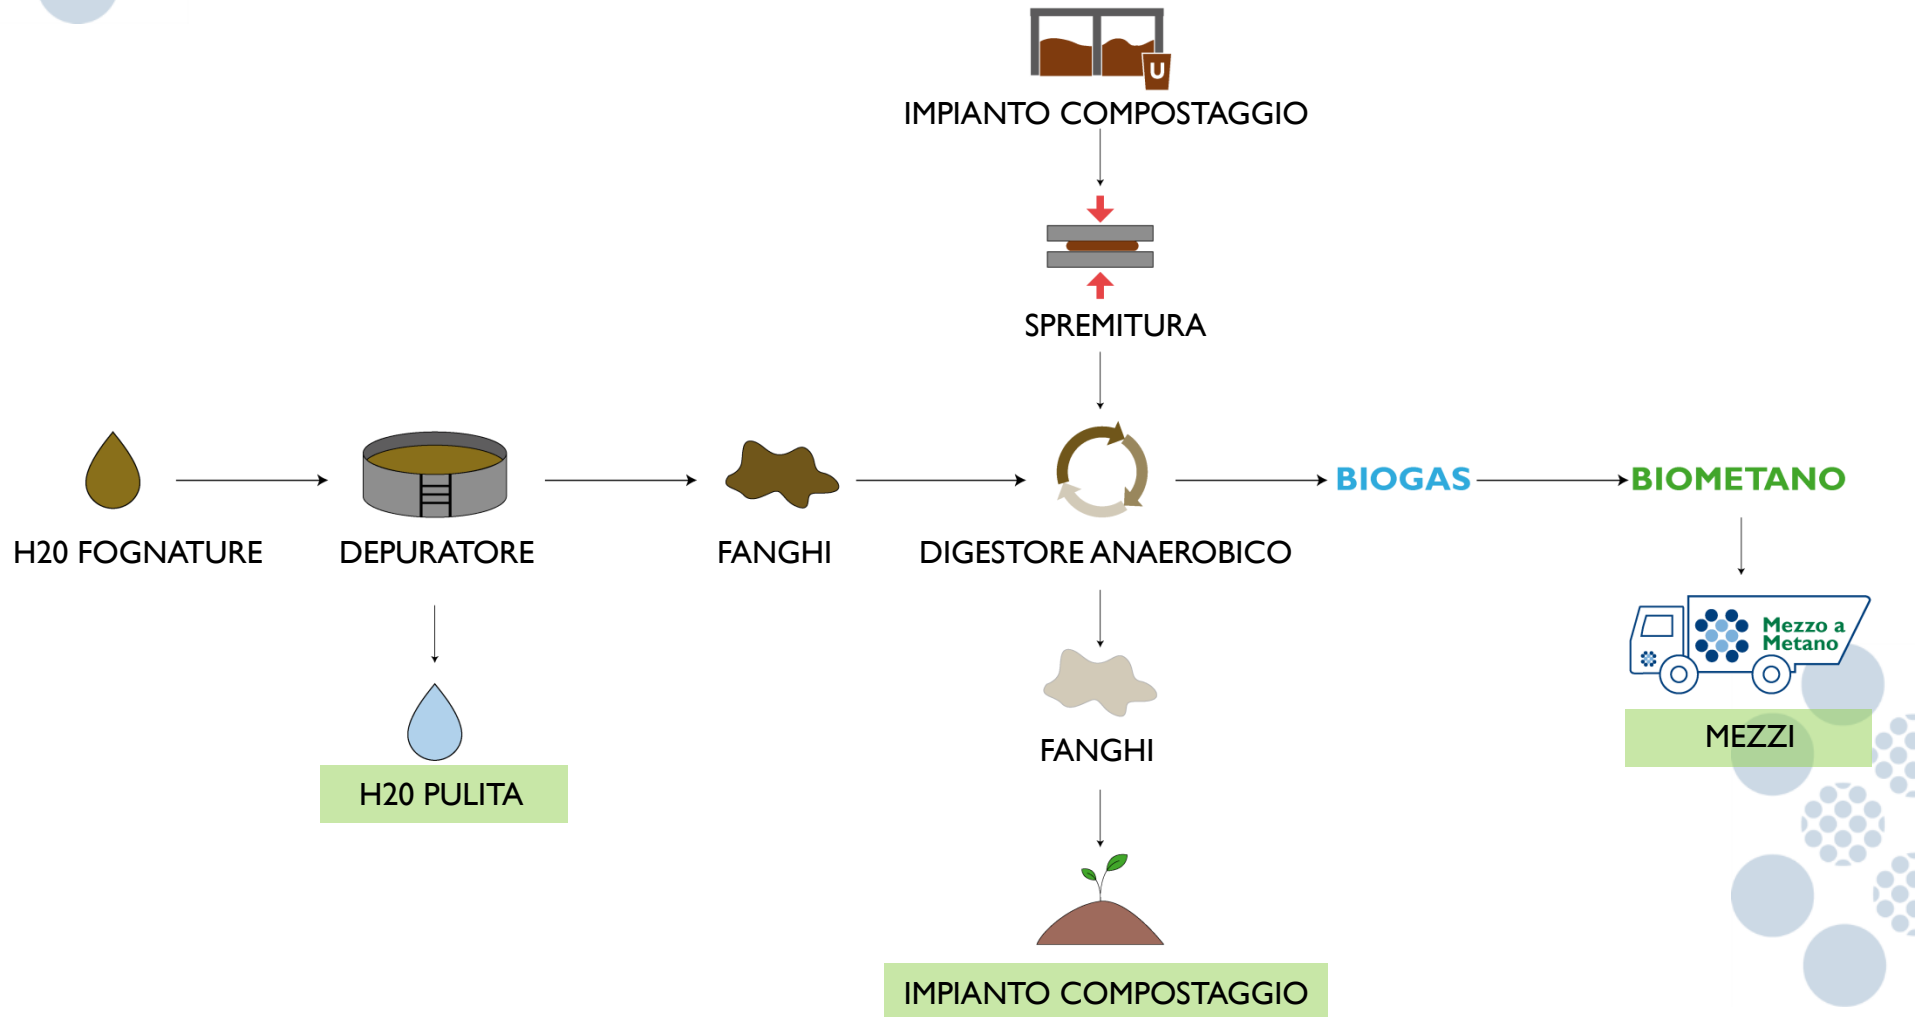 U
IMPIANTO COMPOSTAGGIO
SPREMITURA
BIOGAS
BIOMETANO
H20 FOGNATURE
DEPURATORE
FANGHI
DIGESTORE ANAEROBICO
Mezzo a
Metano
FANGHI
MEZZI
H20 PULITA
IMPIANTO COMPOSTAGGIO